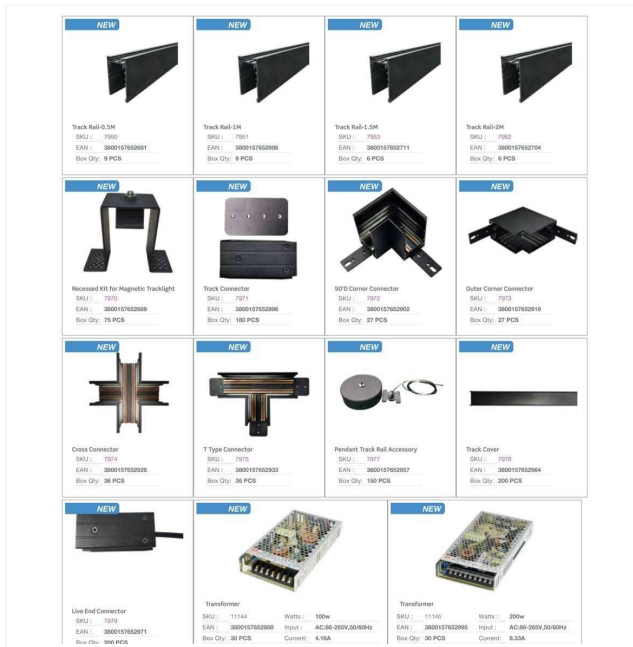 NEW
NEW
NEW
NEW
Track Rail-0.5M
SKU : 7950
EAN : 3800157652681
Box Qty: 9 PCS
Track Rail-1M
SKU : 7951
EAN : 3800157652698
Box Qty: 9 PCS
Track Rail-1.5M
SKU : 7953
EAN : 3800157652711
Box Qty: 6 PCS
Track Rail-2M
SKU : 7952
EAN : 3800157652704
Box Qty: 6 PCS
NEW
NEW
NEW
NEW
Recessed Kit for Magnetic Tracklight
SKU : 7970
EAN : 3800157652889
Box Qty: 75 PCS
Track Connector
SKU : 7971
EAN : 3800157652896
Box Qty: 180 PCS
90'D Corner Connector
SKU : 7972
EAN : 3800157652902
Box Qty: 27 PCS
Outer Corner Connector
SKU : 7973
EAN : 3800157652919
Box Qty: 27 PCS
NEW
NEW
NEW
NEW
Cross Connector
SKU : 7974
EAN : 3800157652926
Box Qty: 36 PCS
T Type Connector
SKU : 7975
EAN : 3800157652933
Box Qty: 36 PCS
Pendant Track Rail Accessory
SKU : 7977
EAN : 3800157652957
Box Qty: 150 PCS
Track Cover
SKU : 7978
EAN : 3800157652964
Box Qty: 200 PCS
NEW
NEW
NEW
Live End Connector
SKU : 7979
EAN : 3800157652971
Box Qty: 200 PCS
Transformer
SKU : 11144 Watts : 100w
EAN : 3800157652988 Input : AC:86-265V,50/60Hz
Box Qty: 30 PCS Current: 4.16A
Transformer
SKU : 11145 Watts : 200w
EAN : 3800157652995 Input : AC:86-265V,50/60Hz
Box Qty: 30 PCS Current: 8.33A